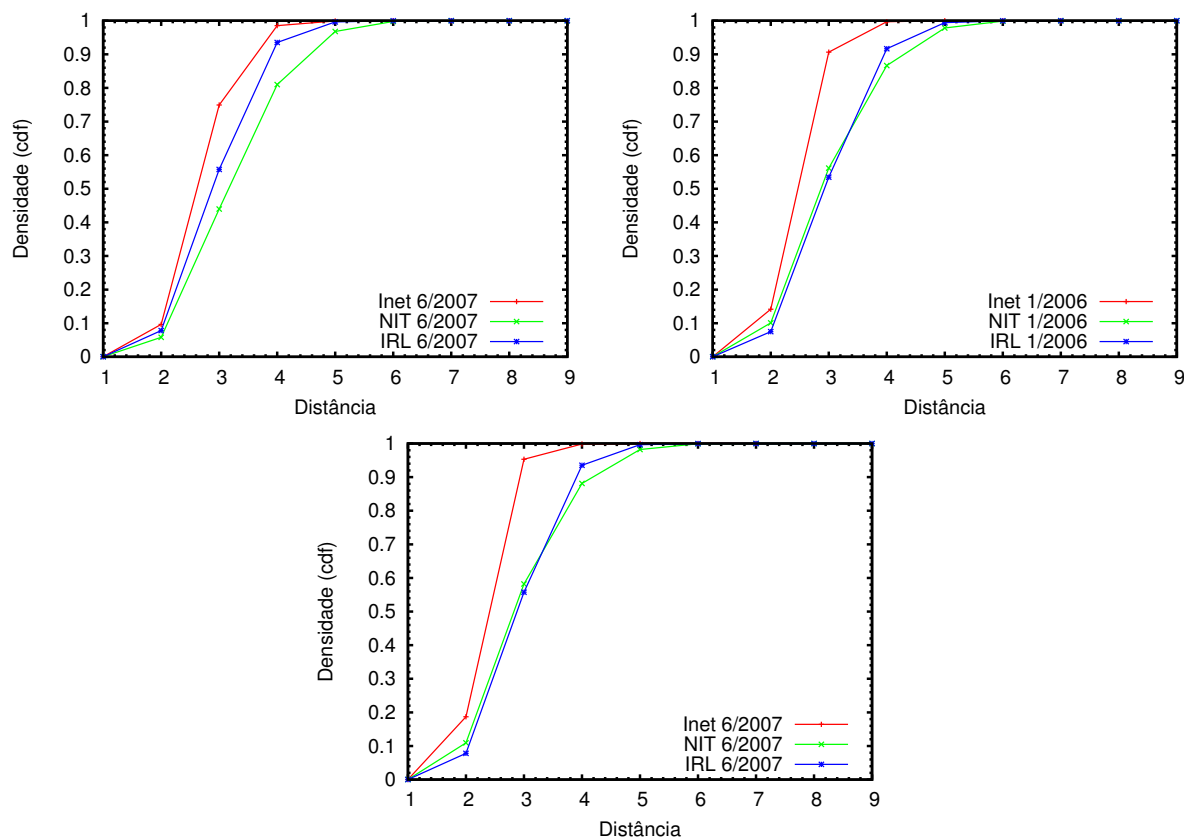 1
0.9
0.8
0.7
0.6
0.5
0.4
0.3
0.2
0.1
0
Densidade (cdf)
Inet 6/2007
NIT 6/2007
IRL 6/2007
1 2 3 4 5 6 7 8 9
Distância
1
0.9
0.8
0.7
0.6
0.5
0.4
0.3
0.2
0.1
0
Densidade (cdf)
Inet 1/2006
NIT 1/2006
IRL 1/2006
1 2 3 4 5 6 7 8 9
Distância
1
0.9
0.8
0.7
0.6
0.5
0.4
0.3
0.2
0.1
0
Densidade (cdf)
Inet 6/2007
NIT 6/2007
IRL 6/2007
1 2 3 4 5 6 7 8 9
Distância